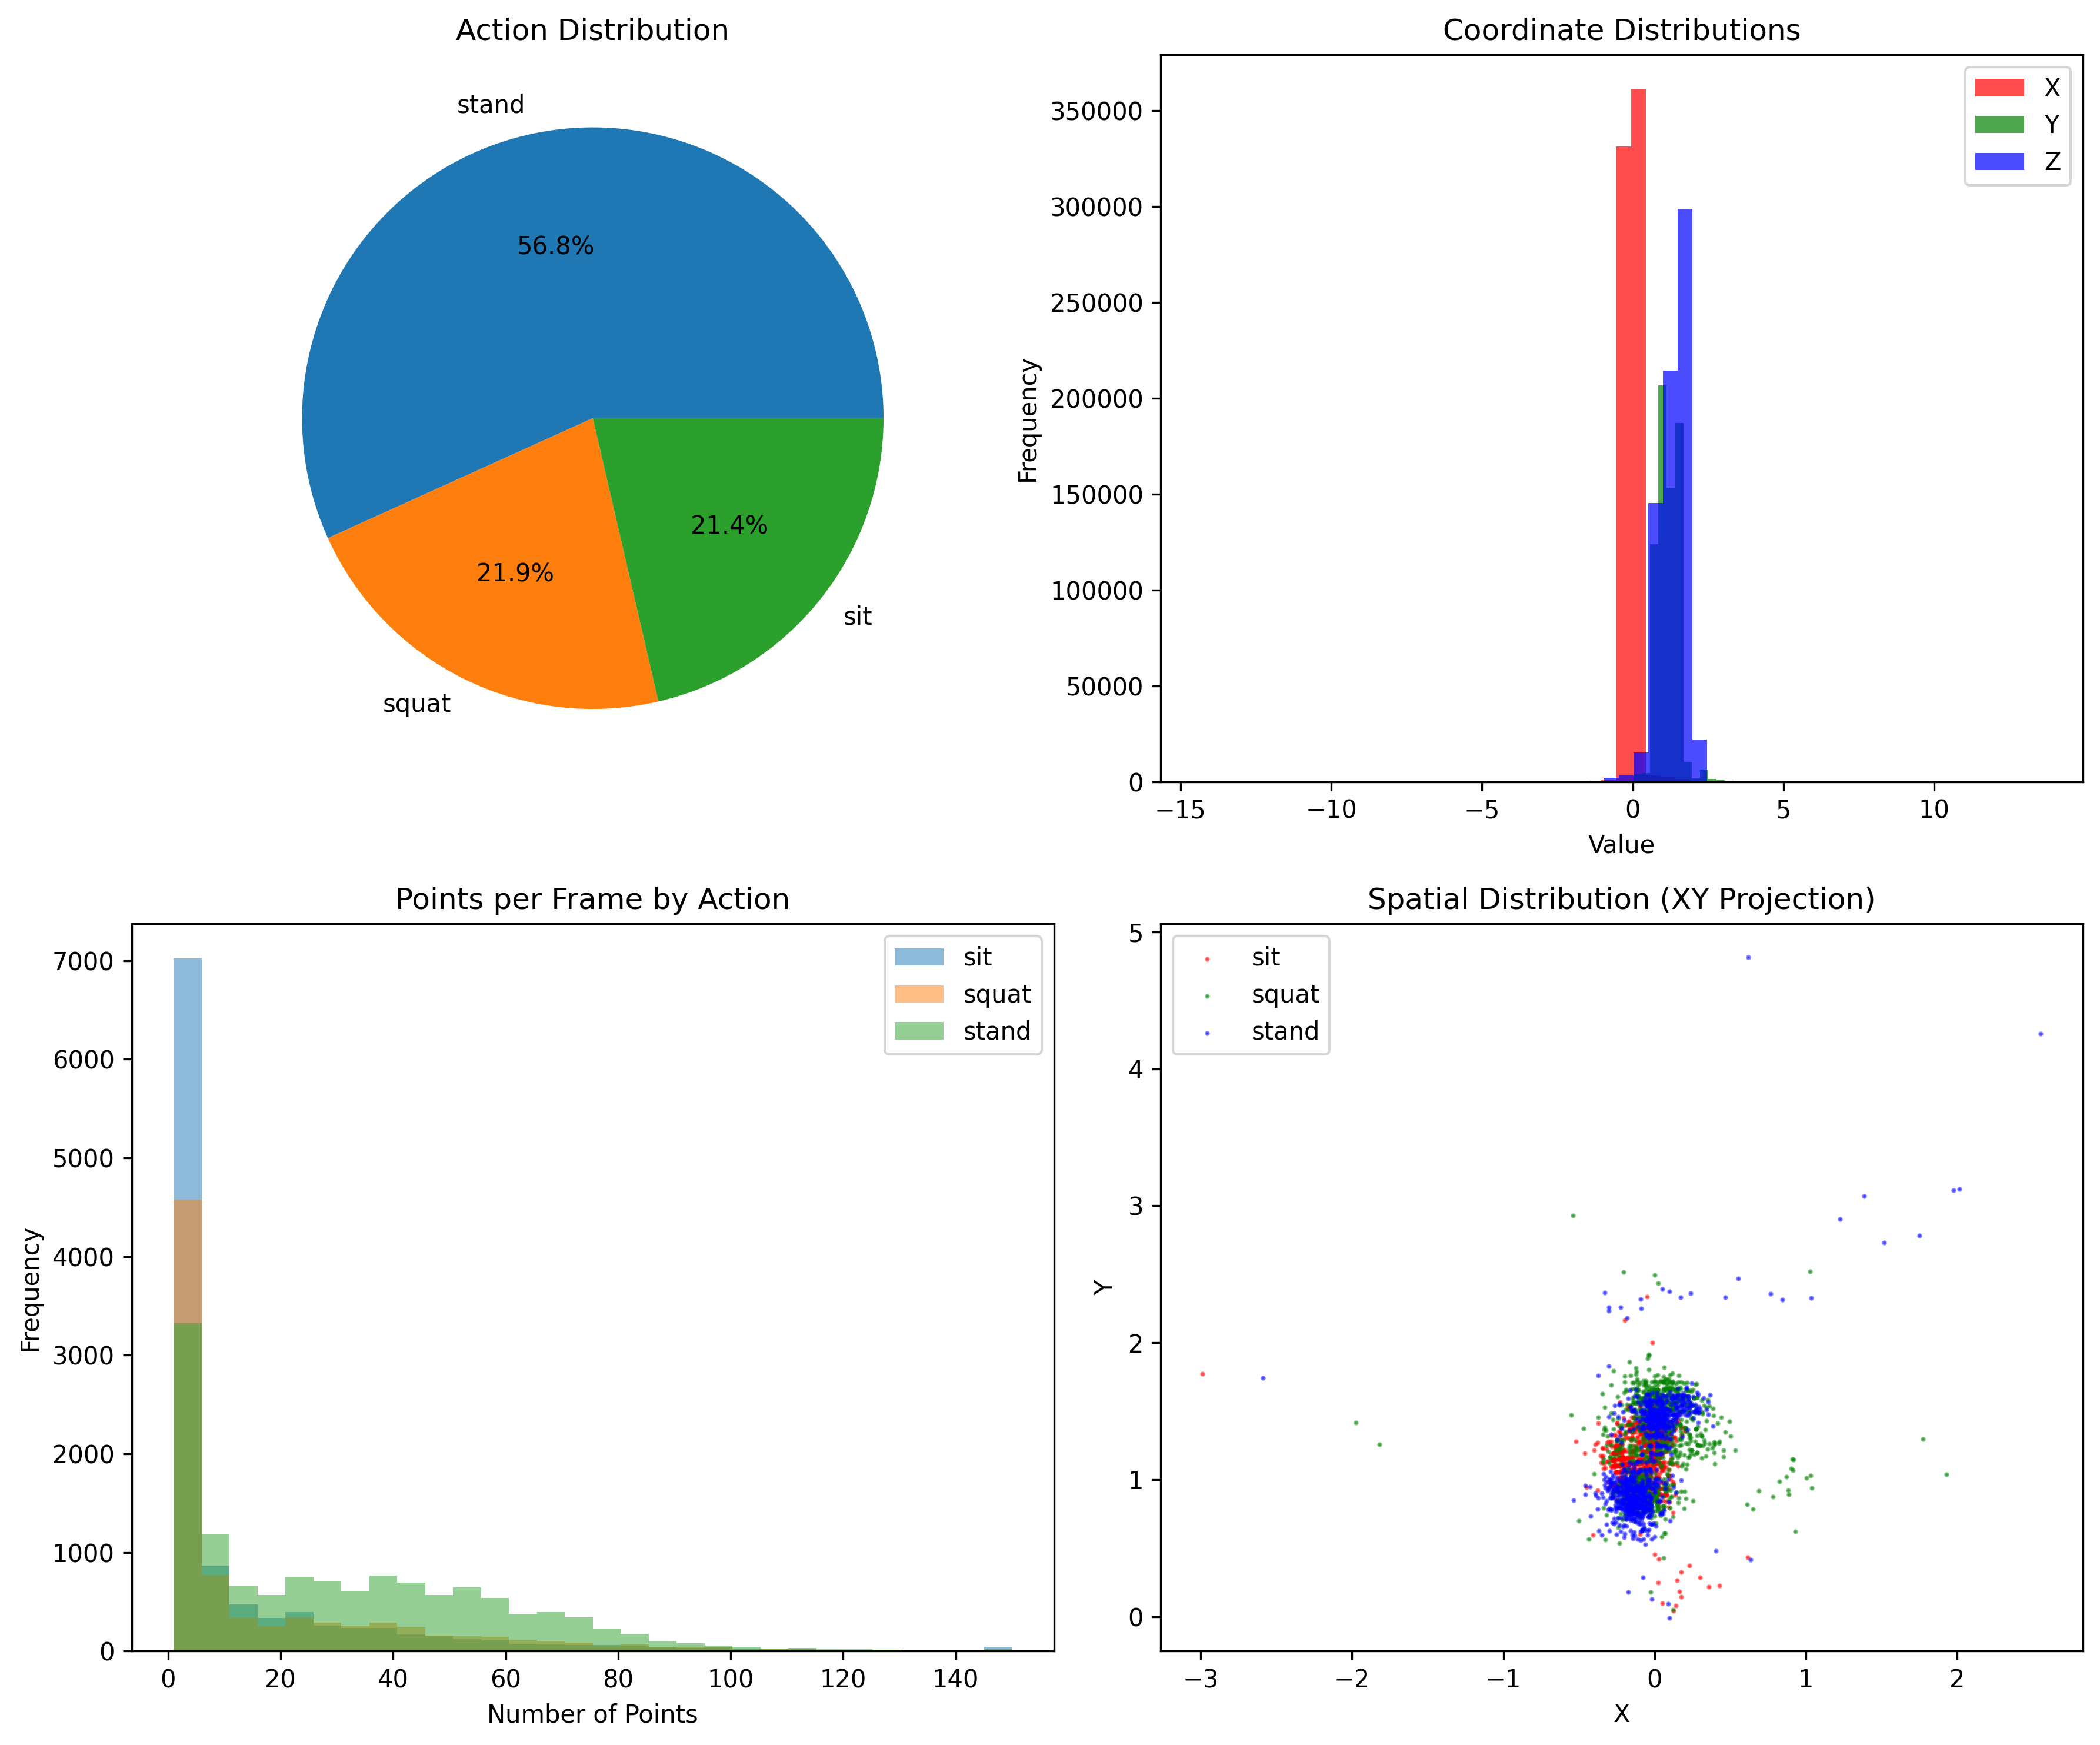 Action Distribution
stand
56.8%
21.4%
21.9%
sit
squat
Coordinate Distributions
X
Y
Z
350000
300000
250000
200000
150000
100000
50000
0
Frequency
−15
−10
−5
0
5
10
Value
Points per Frame by Action
sit
squat
stand
7000
6000
5000
4000
3000
2000
1000
0
Frequency
0
20
40
60
80
100
120
140
Number of Points
Spatial Distribution (XY Projection)
sit
squat
stand
5
4
3
2
1
0
Y
−3
−2
−1
0
1
2
X